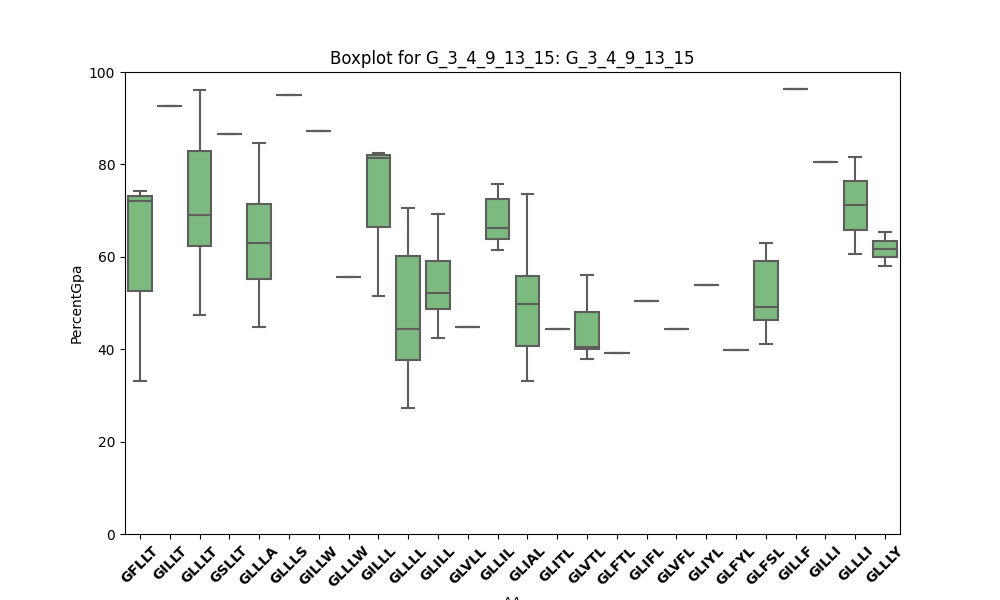 Boxplot for G_3_4_9_13_15: G_3_4_9_13_15
100
80
60
40
20
0
PercentGpa
GFLLT
GILLT
GLLLT
GSLLT
GLLLA
GLLLS
GILLW
GLLLW
GILLL
GLLLL
GLILL
GLVLL
GLLIL
GLIAL
GLITL
GLVTL
GLFTL
GLIFL
GLVFL
GLIYL
GLFYL
GLFSL
GILLF
GILLI
GLLLI
GLLLY